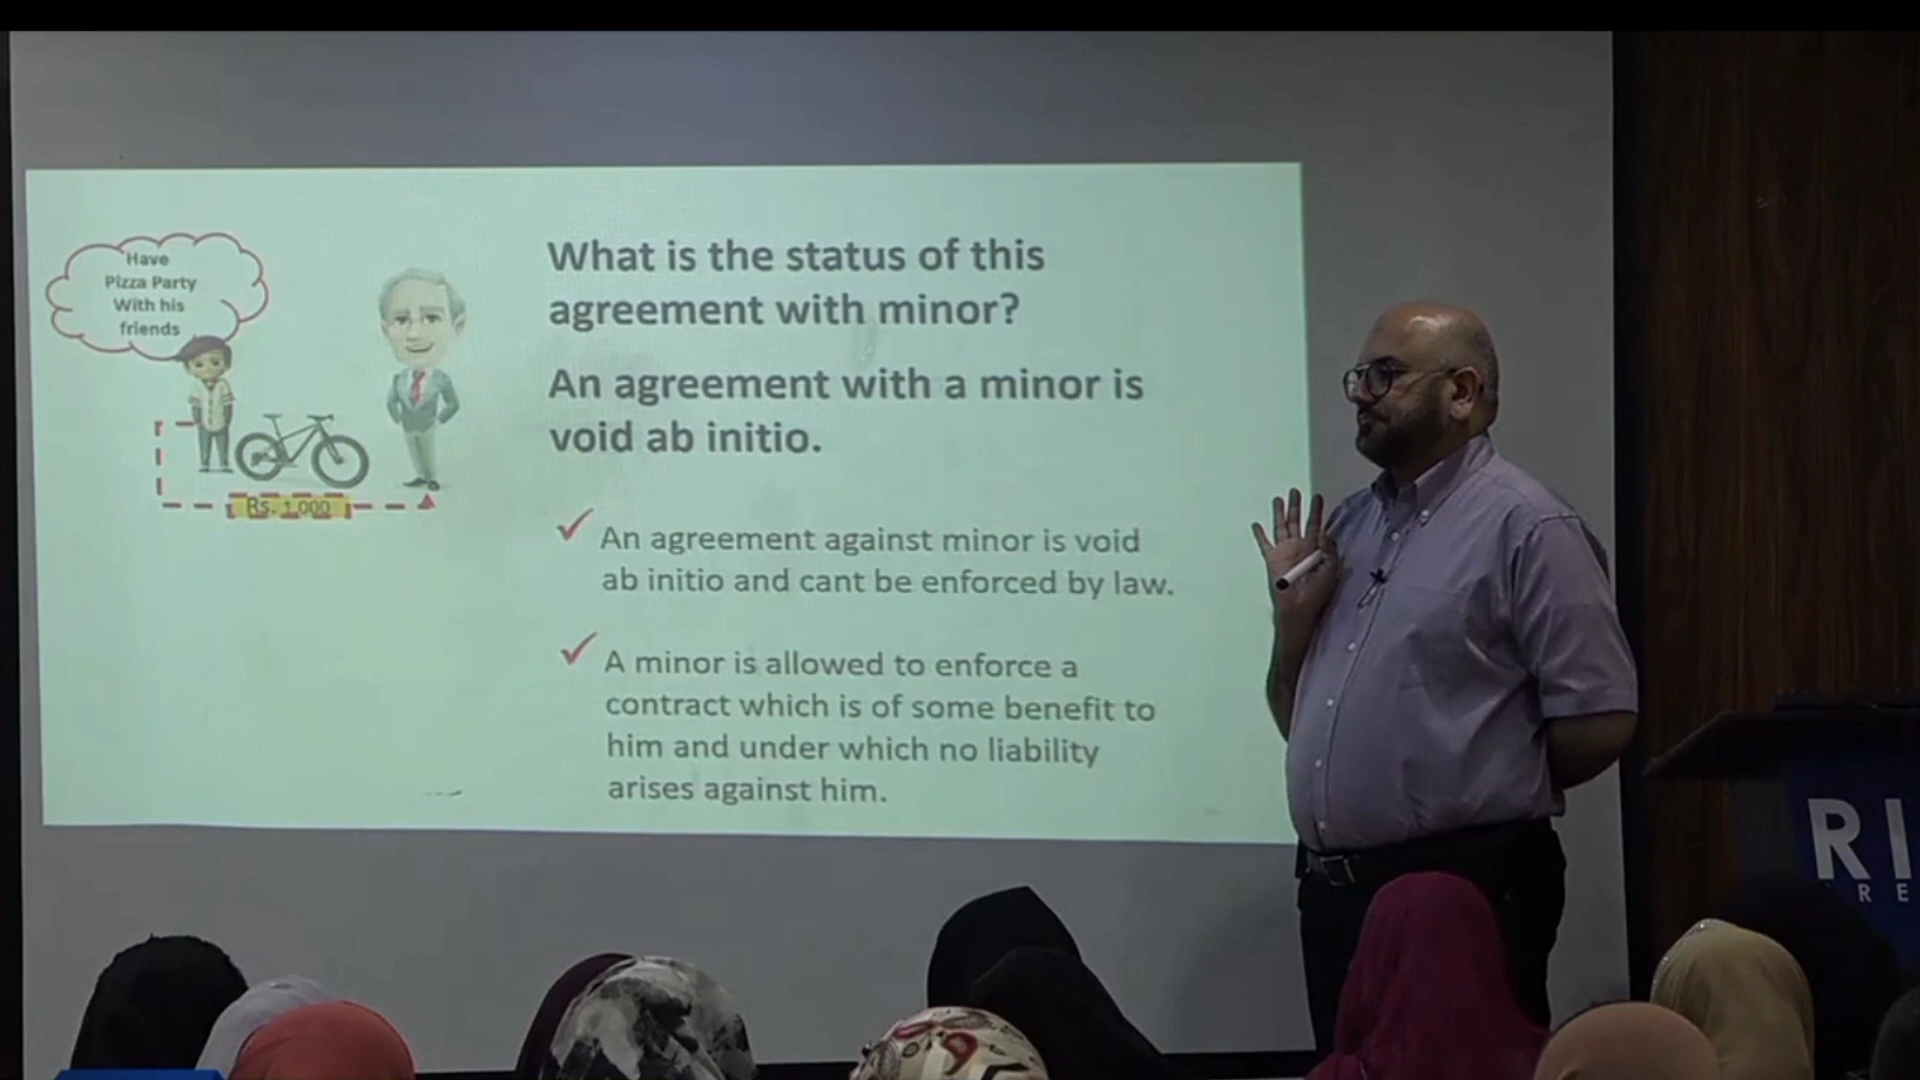 Have
Pizza Party
With his
friends
Rs. 1,000
What is the status of this
agreement with minor?
An agreement with a minor is
void ab initio.
An agreement against minor is void
ab initio and cant be enforced by law.
A minor is allowed to enforce a
contract which is of some benefit to
him and under which no liability
arises against him.
RI
RE